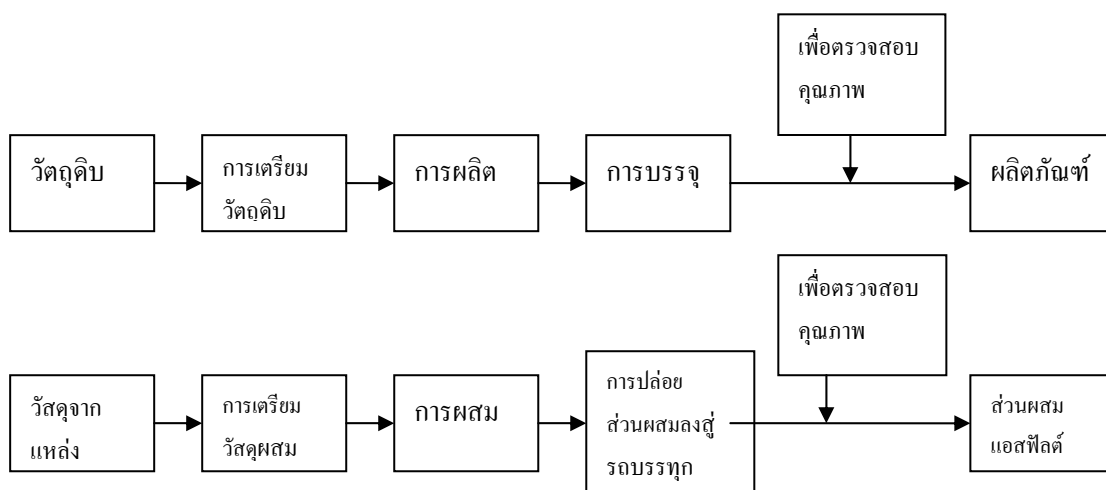 เพื่อตรวจสอบ
คุณภาพ
วัตถุดิบ
การเตรียม
วัตถุดิบ
การผลิต
การบรรจุ
ผลิตภัณฑ์
เพื่อตรวจสอบ
คุณภาพ
วัสดุจาก
แหล่ง
การเตรียม
วัสดุผสม
การผสม
การปล่อย
ส่วนผสมลงสู่
รถบรรทุก
ส่วนผสม
แอสฟัลต์